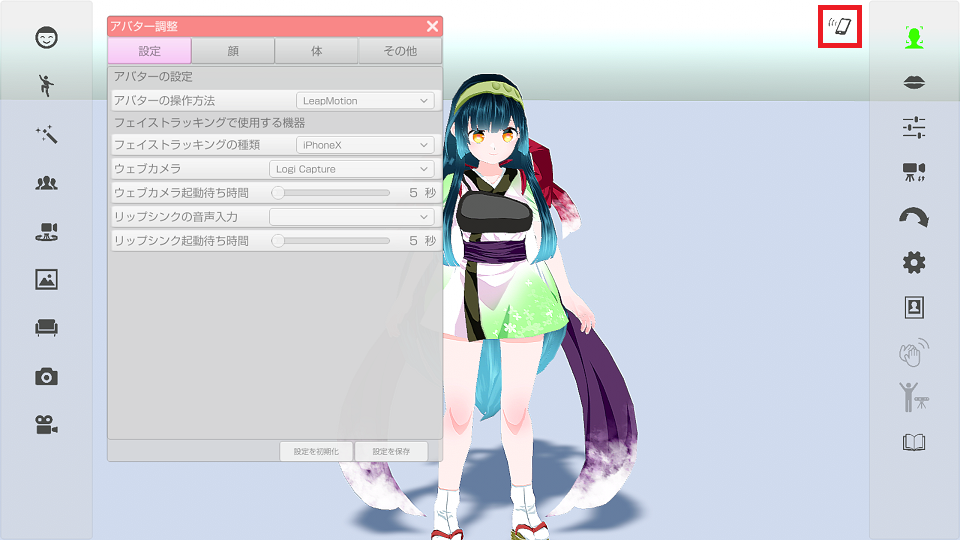 アバター調整
設定 顔 体 その他
アバターの設定
アバターの操作方法 LeapMotion
フェイストラッキングで使用する機器
フェイストラッキングの種類 iPhoneX
ウェブカメラ Logi Capture
ウェブカメラ起動待ち時間 5 秒
リップシンクの音声入力
リップシンク起動待ち時間 5 秒
設定を初期化 設定を保存